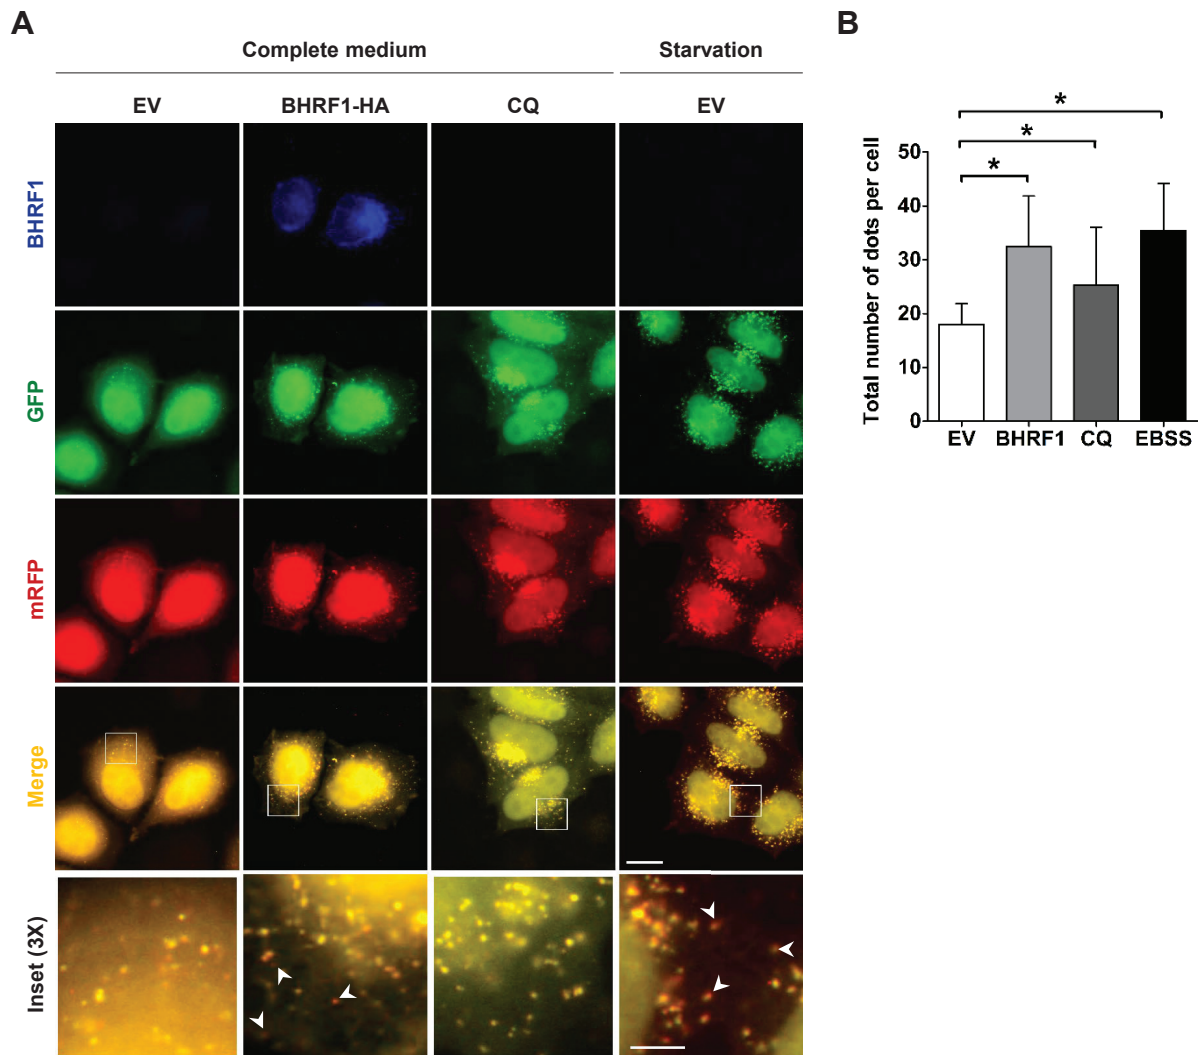 A
Complete medium
Starvation
EV
BHRF1-HA
CQ
EV
BHRF1
GFP
mRFP
Merge
Inset (3X)
B
*
*
*
Total number of dots per cell
50
40
30
20
10
0
EV
BHRF1
CQ
EBSS